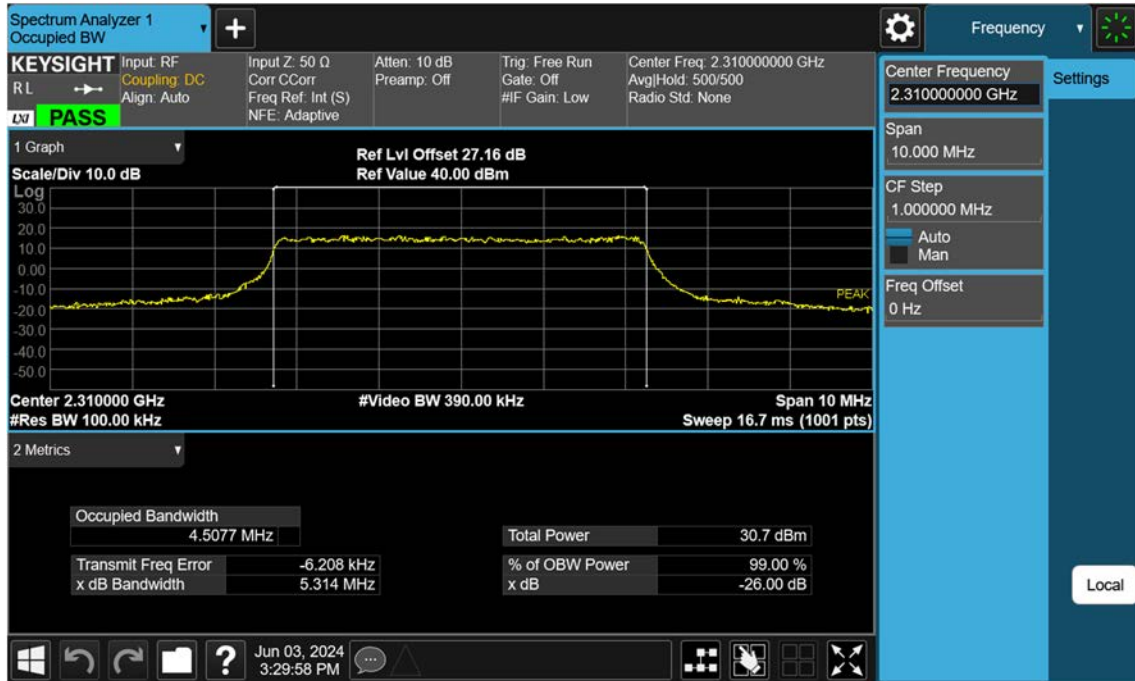 Spectrum Analyzer 1
Occupied BW
+
Frequency
KEYSIGHT
RL
LXI PASS
Input: RF
Coupling: DC
Align: Auto
Input Z: 50 Ω
Corr CCorr
Freq Ref: Int (S)
NFE: Adaptive
Atten: 10 dB
Preamp: Off
Trig: Free Run
Gate: Off
#IF Gain: Low
Center Freq: 2.310000000 GHz
Avg|Hold: 500/500
Radio Std: None
Center Frequency
2.310000000 GHz
Settings
Span
10.000 MHz
CF Step
1.000000 MHz
Auto
Man
Freq Offset
0 Hz
Local
1 Graph
Scale/Div 10.0 dB
Ref Lvl Offset 27.16 dB
Ref Value 40.00 dBm
Log
30.0
20.0
10.0
0.00
-10.0
-20.0
-30.0
-40.0
-50.0
PEAK
Center 2.310000 GHz
#Video BW 390.00 kHz
Span 10 MHz
#Res BW 100.00 kHz
Sweep 16.7 ms (1001 pts)
2 Metrics
Occupied Bandwidth
4.5077 MHz
Total Power 30.7 dBm
Transmit Freq Error -6.208 kHz
% of OBW Power 99.00 %
x dB Bandwidth 5.314 MHz
x dB -26.00 dB
?
Jun 03, 2024
3:29:58 PM